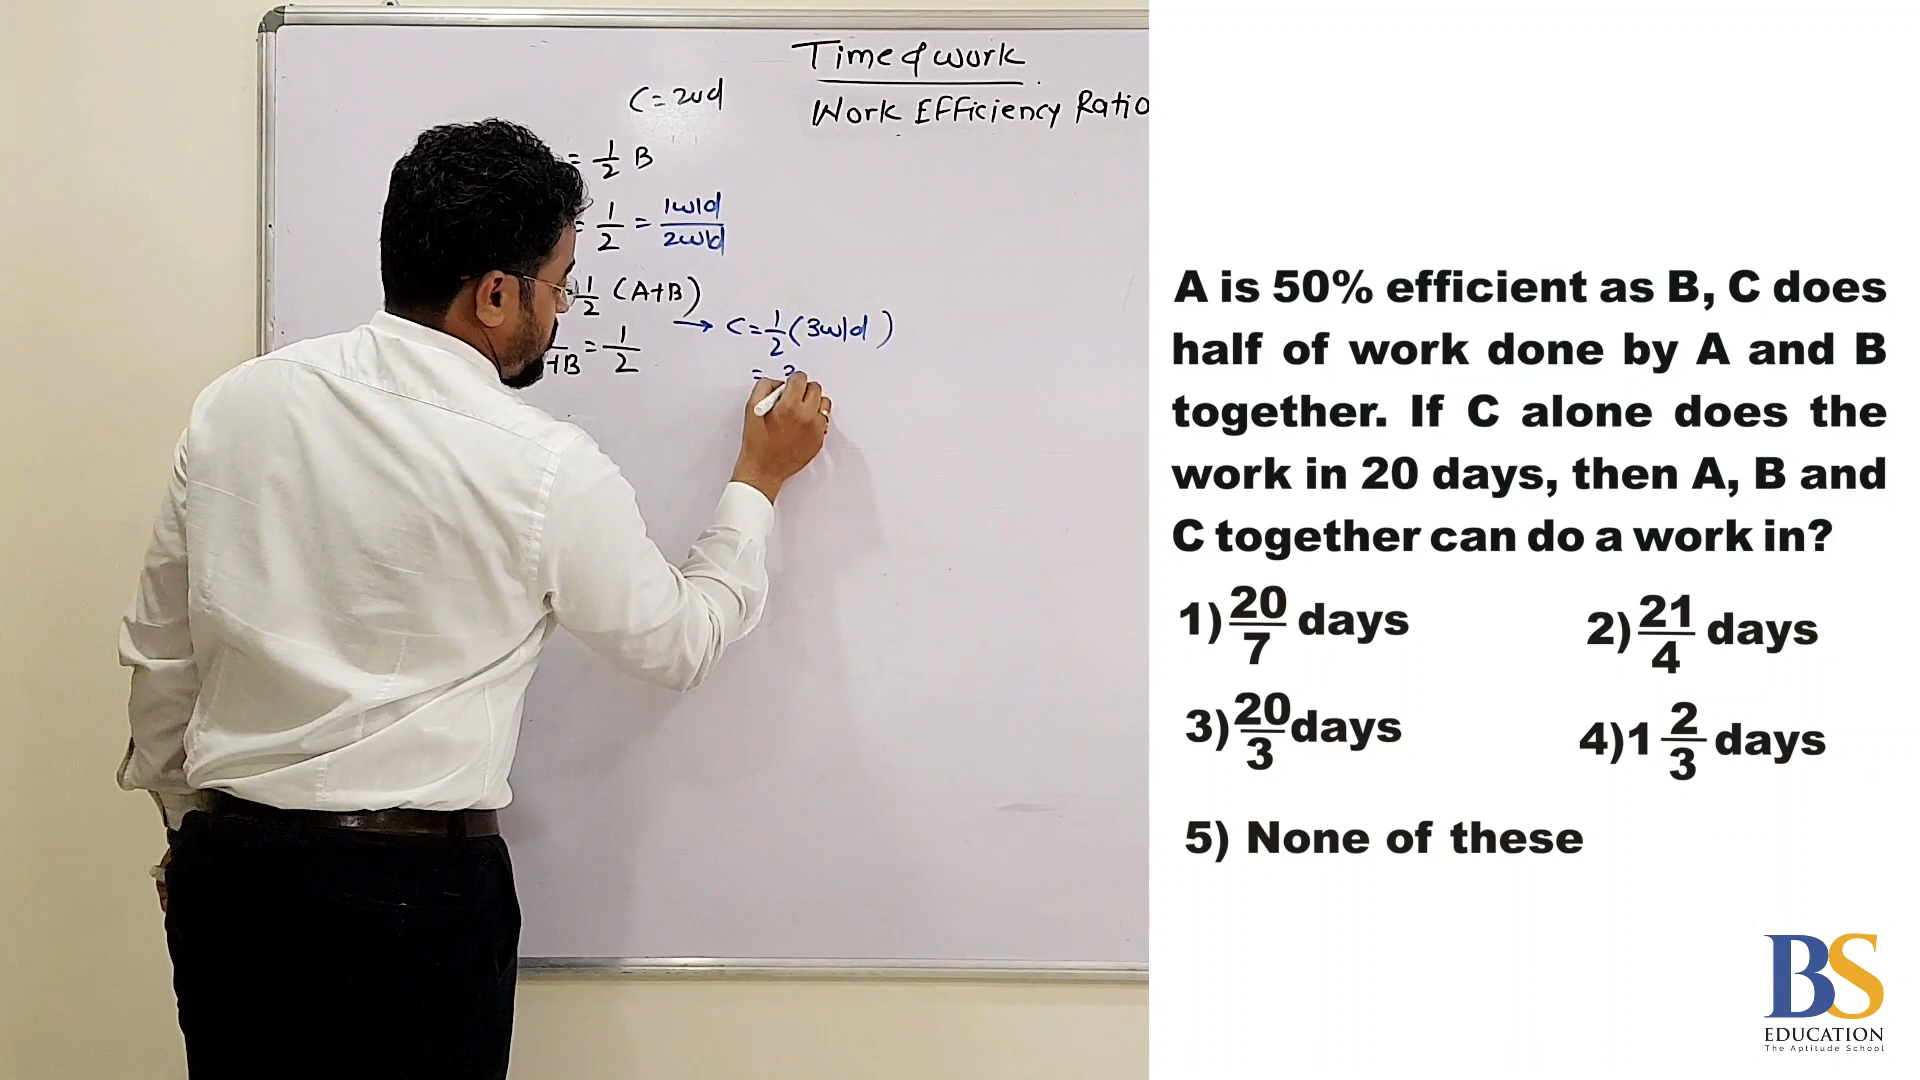 Time & work
C = 20d
Work Efficiency Ratio
= 1/2 B
= 1/2 = 1w/d / 2w/d
= 1/2 (A+B)
→ C = 1/2 (3w/d)
+B = 1/2
=
A is 50% efficient as B, C does
half of work done by A and B
together. If C alone does the
work in 20 days, then A, B and
C together can do a work in?
1) 20/7 days
2) 21/4 days
3) 20/3 days
4) 1 2/3 days
5) None of these
BS
EDUCATION
The Aptitude School